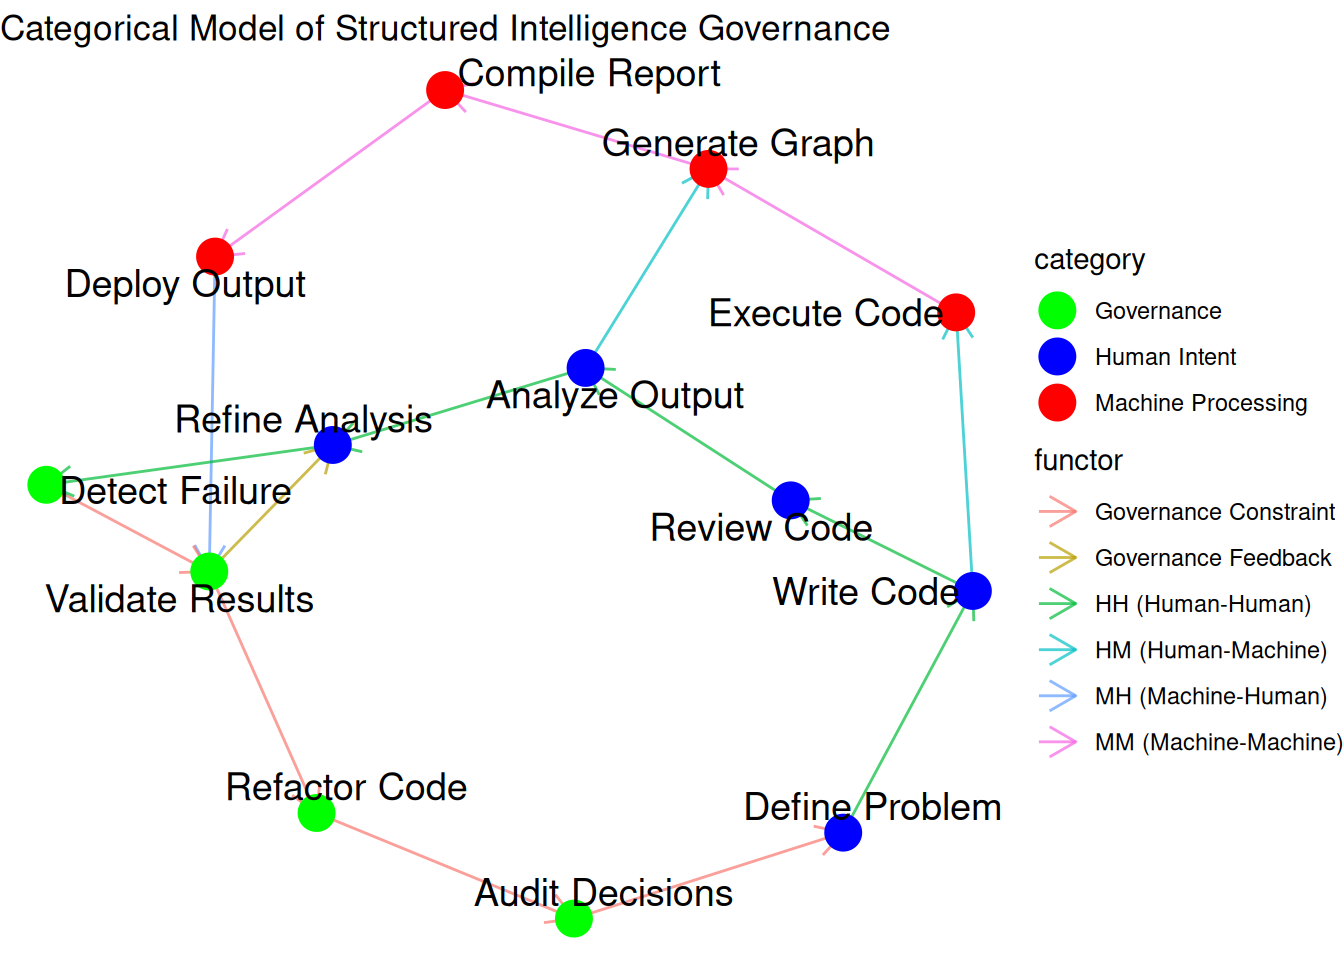 Categorical Model of Structured Intelligence Governance
Compile Report
Generate Graph
Deploy Output
Execute Code
Analyze Output
Refine Analysis
Detect Failure
Review Code
Validate Results
Write Code
Refactor Code
Define Problem
Audit Decisions
category
Governance
Human Intent
Machine Processing
functor
Governance Constraint
Governance Feedback
HH (Human-Human)
HM (Human-Machine)
MH (Machine-Human)
MM (Machine-Machine)